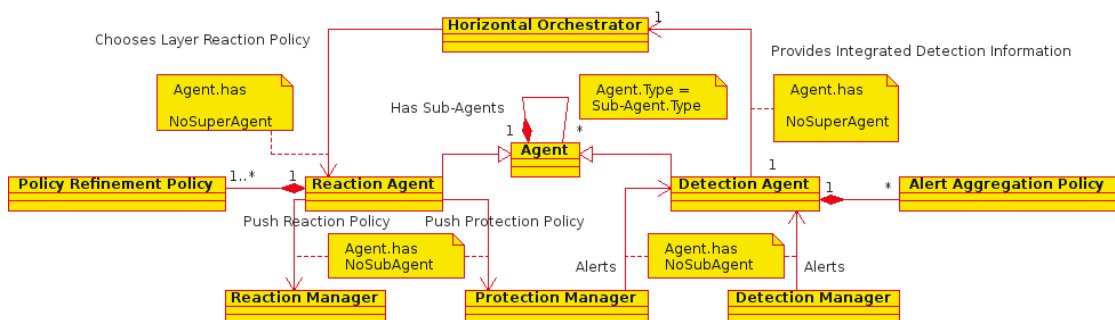 1
Horizontal Orchestrator
Chooses Layer Reaction Policy
Provides Integrated Detection Information
Agent.has
NoSuperAgent
Agent.Type =
Sub-Agent.Type
Agent.has
NoSuperAgent
Has Sub-Agents
1
*
Agent
1..*
1
1
1
*
Policy Refinement Policy
Reaction Agent
Detection Agent
Alert Aggregation Policy
Push Reaction Policy
Push Protection Policy
Agent.has
NoSubAgent
Agent.has
NoSubAgent
Alerts
Alerts
Reaction Manager
Protection Manager
Detection Manager